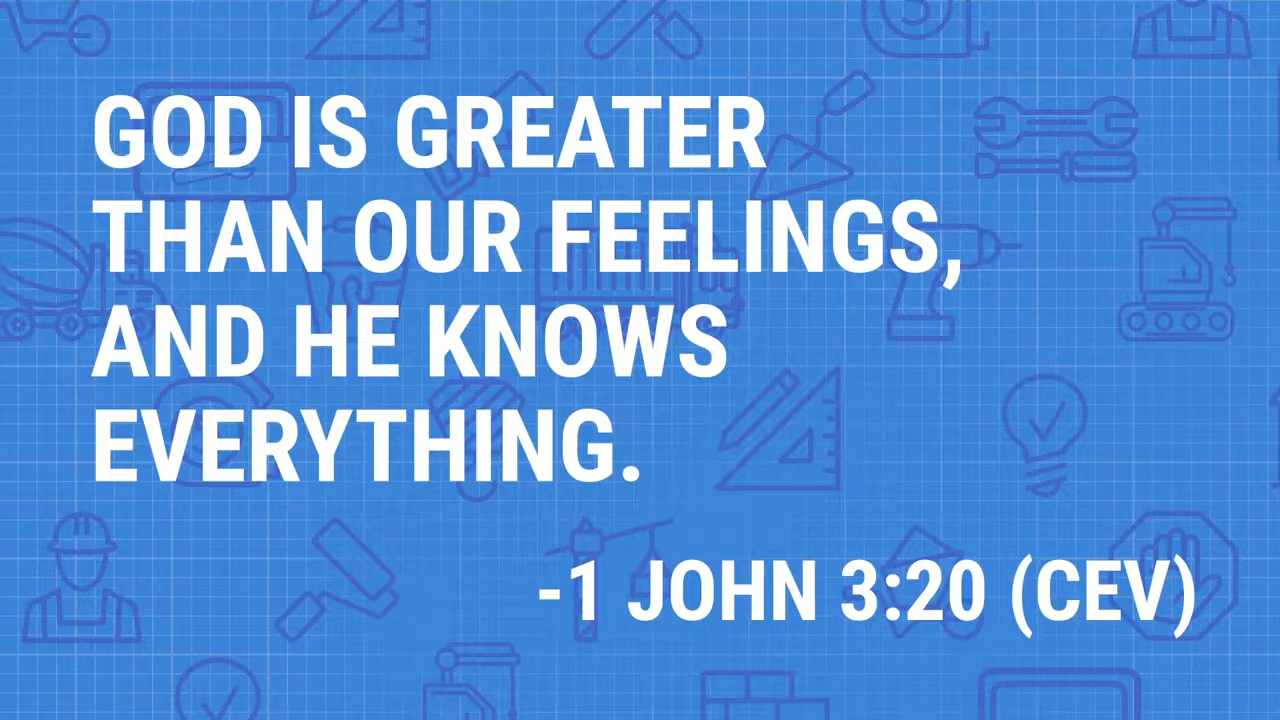 GOD IS GREATER
THAN OUR FEELINGS,
AND HE KNOWS
EVERYTHING.
-1 JOHN 3:20 (CEV)